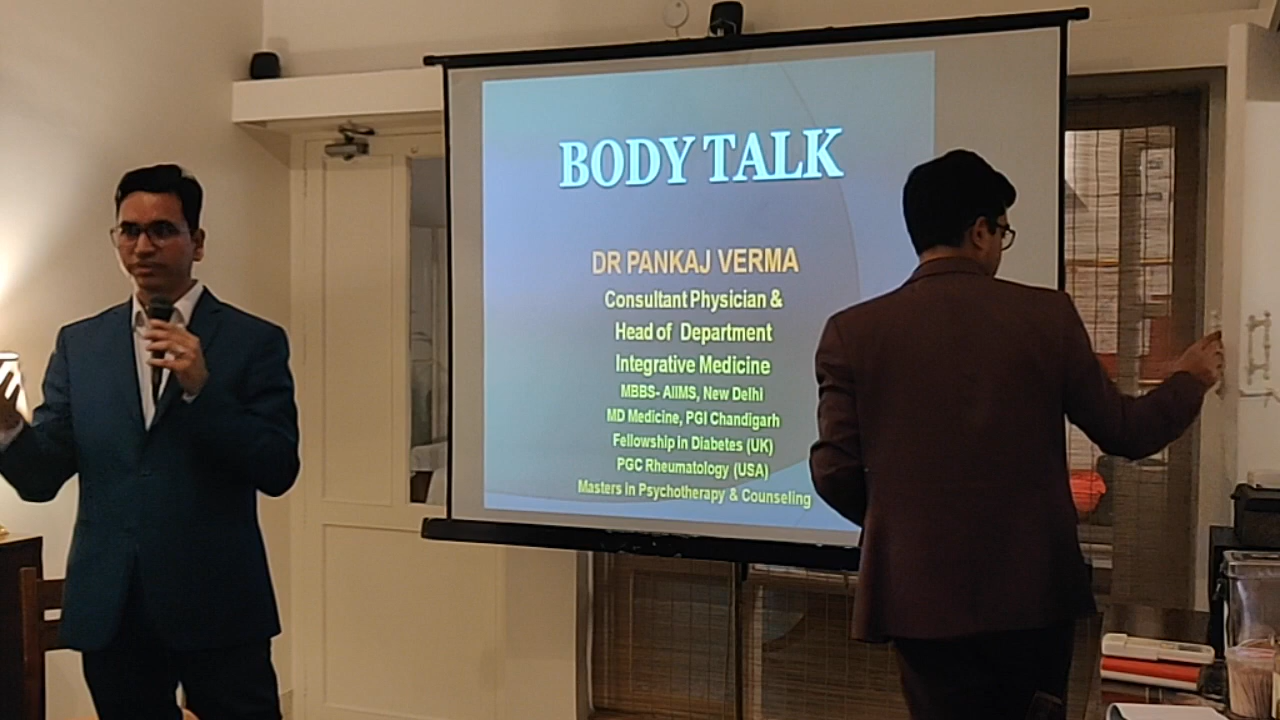 BODY TALK
DR PANKAJ VERMA
Consultant Physician &
Head of Department
Integrative Medicine
MBBS- AIIMS, New Delhi
MD Medicine, PGI Chandigarh
Fellowship in Diabetes (UK)
PGC Rheumatology (USA)
Masters in Psychotherapy & Counseling